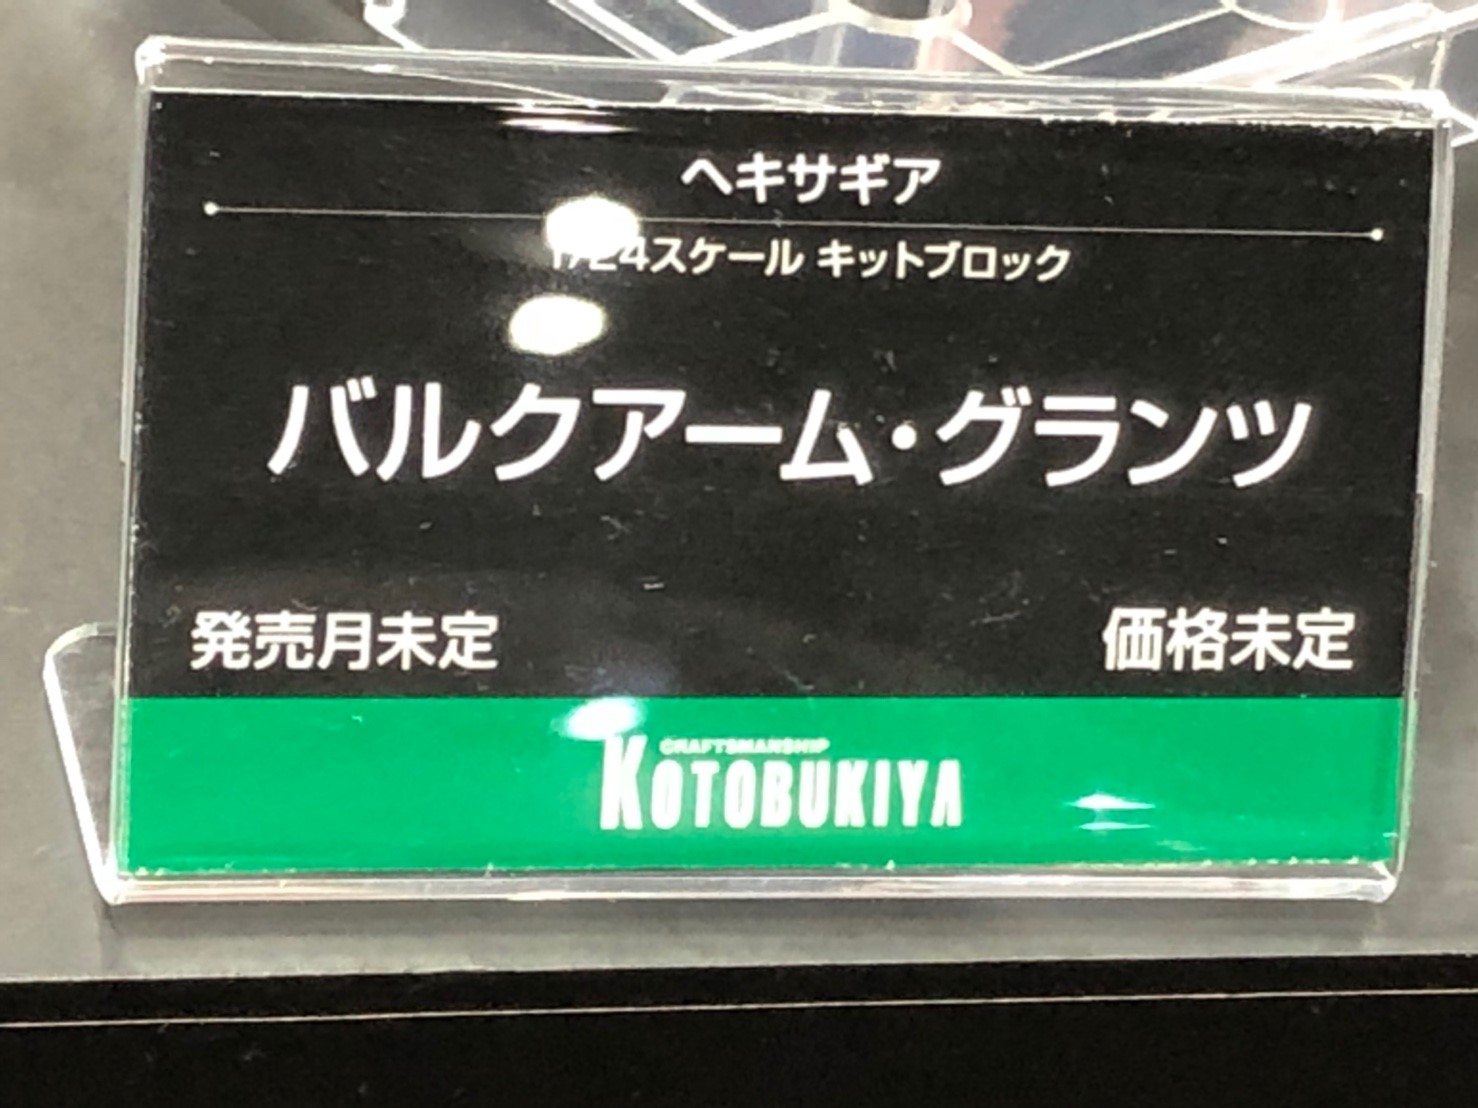 ヘキサギア
1/24スケール キットブロック
バルクアーム・グランツ
発売月未定
価格未定
CRAFTSMANSHIP
KOTOBUKIYA